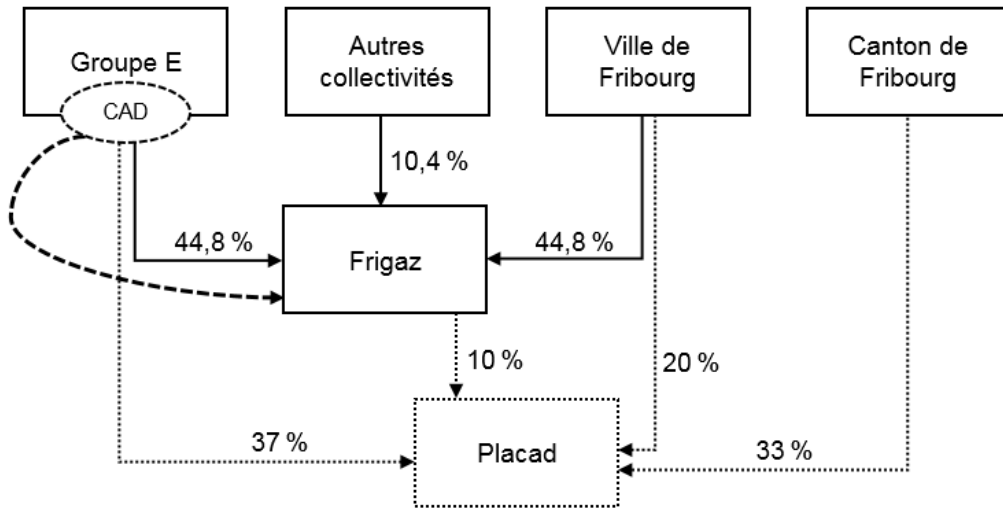 Groupe E
CAD
Autres
collectivités
Ville de
Fribourg
Canton de
Fribourg
10,4 %
44,8 %
Frigaz
44,8 %
10 %
20 %
37 %
Placad
33 %